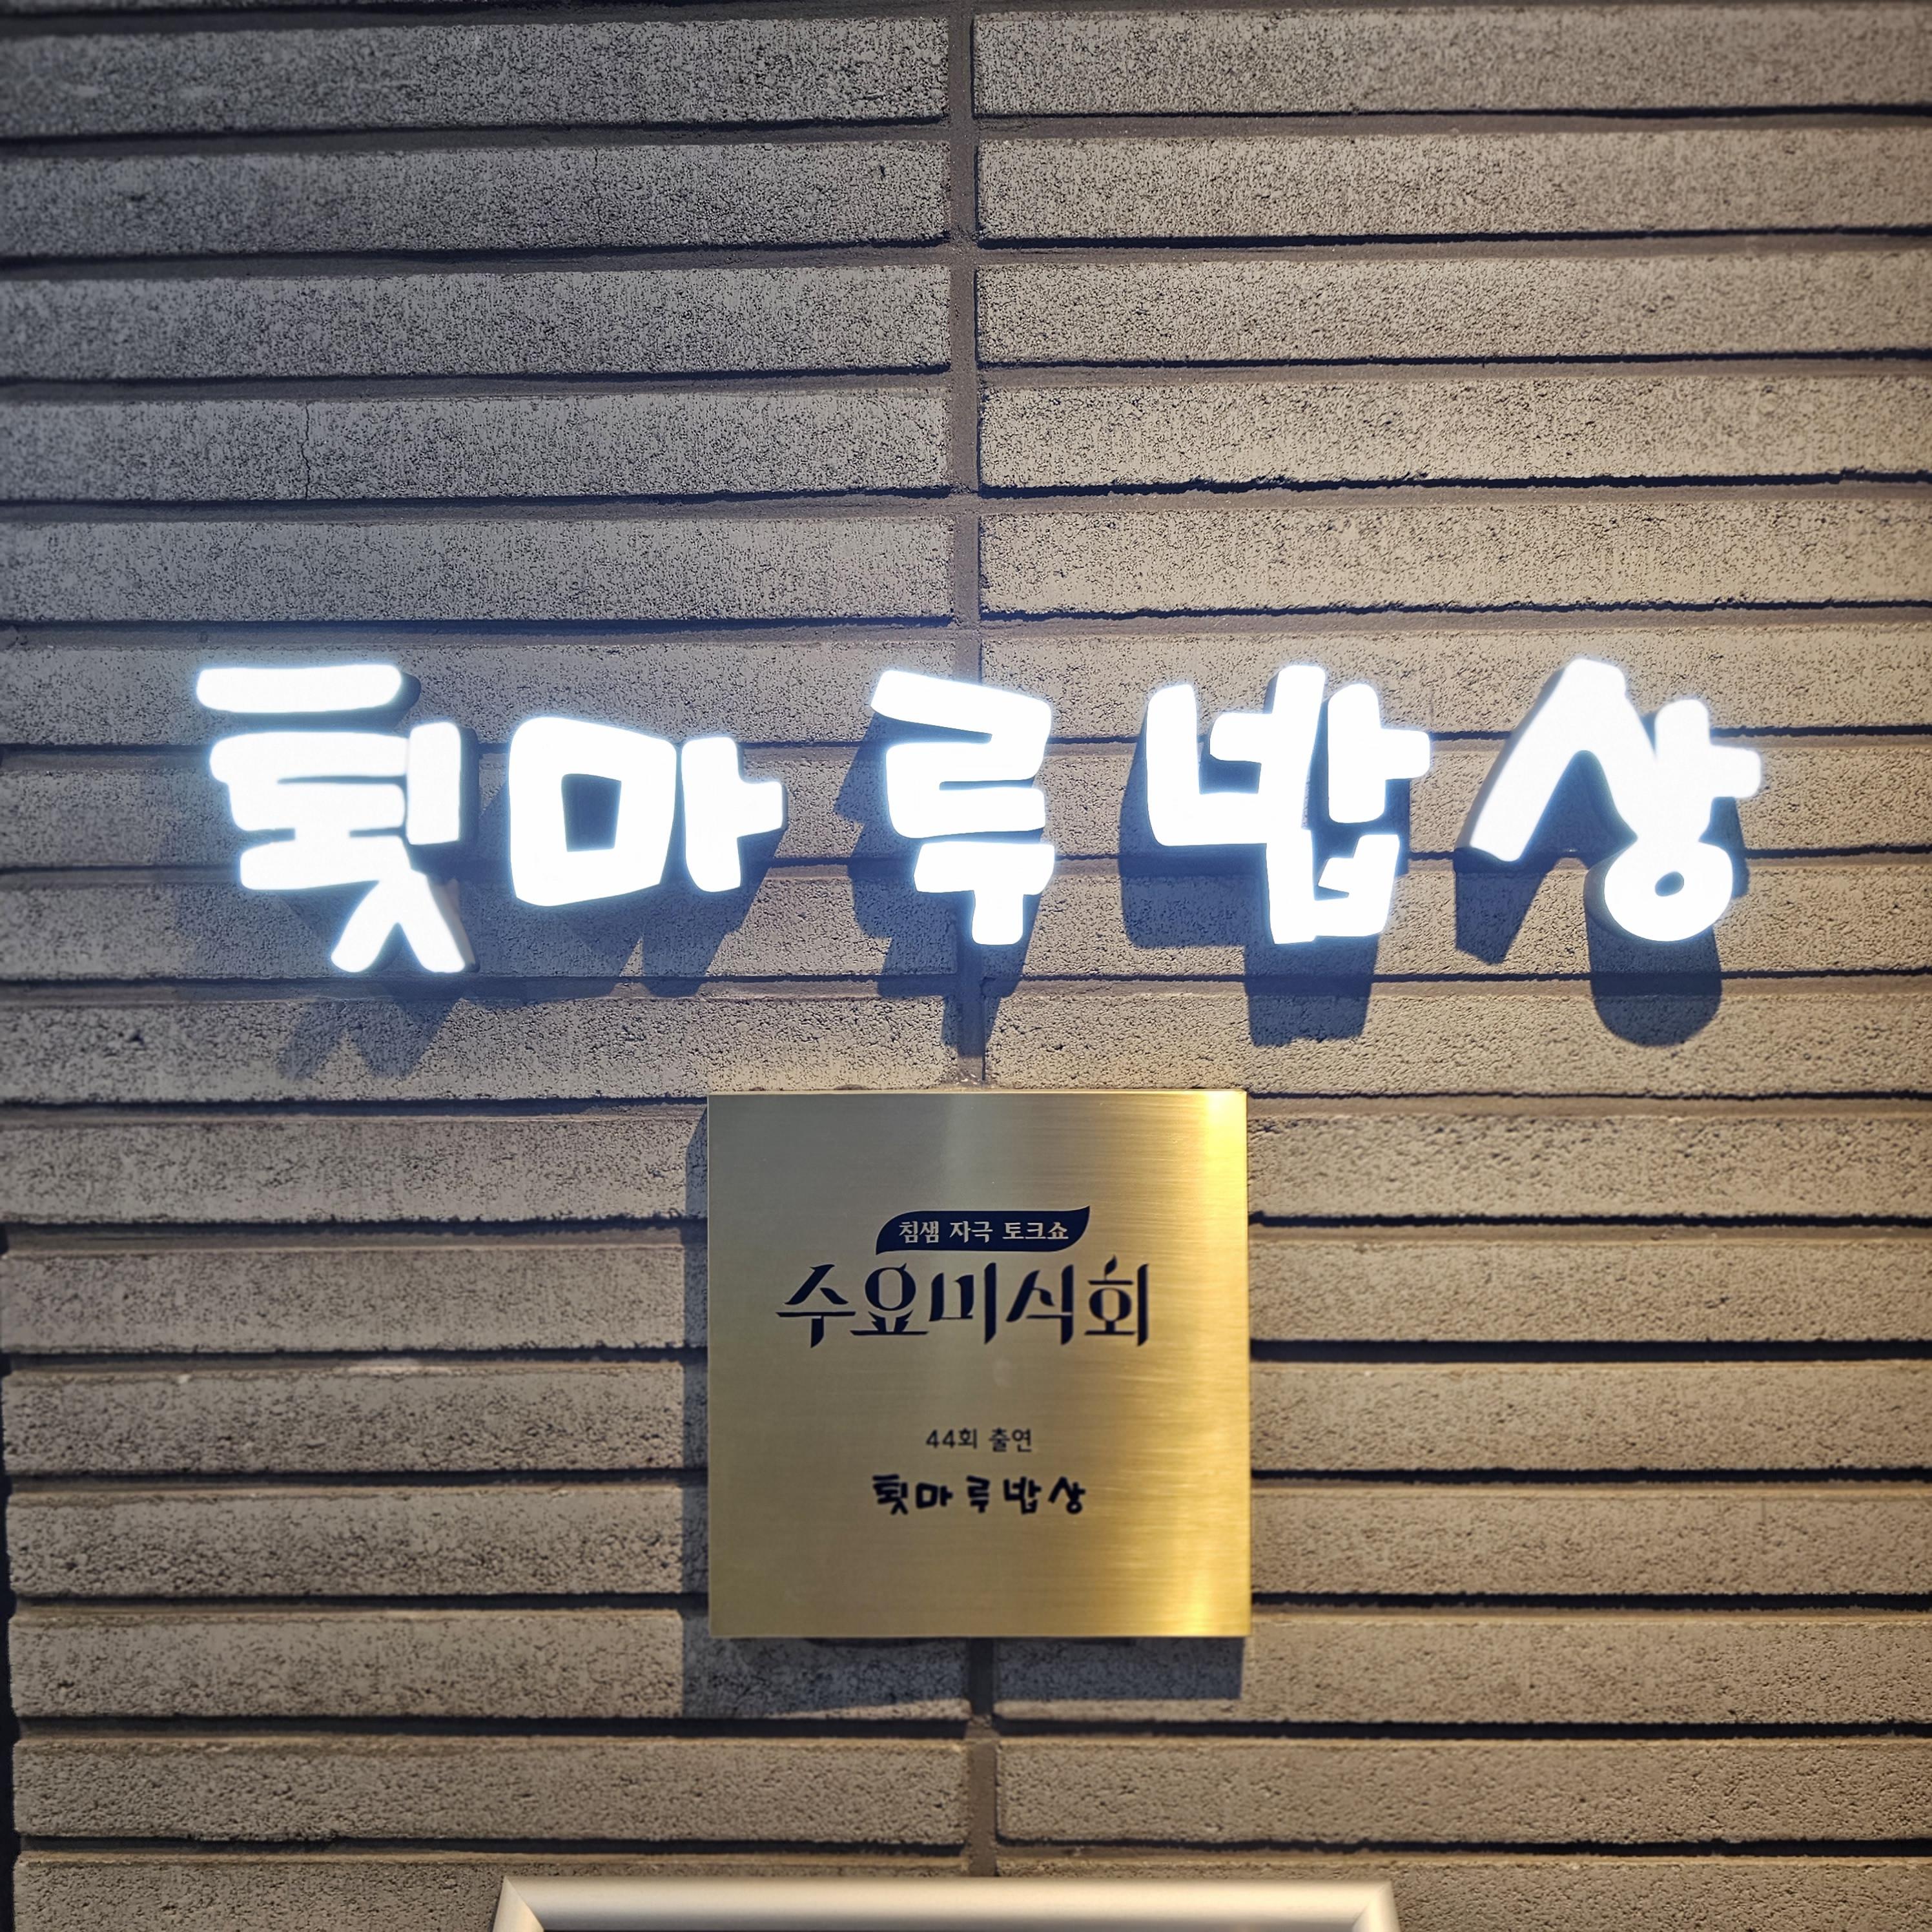 툇마루밥상
침샘 자극 토크쇼
수요미식회
44회 출연
툇마루밥상